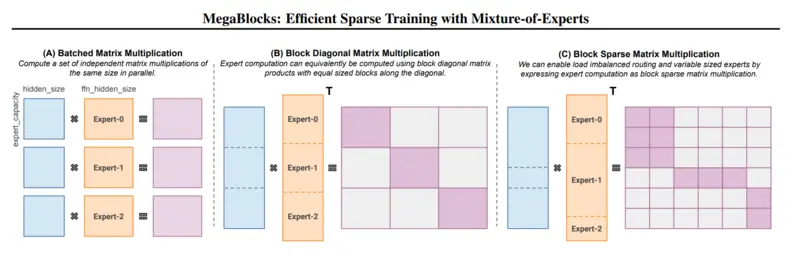 MegaBlocks: Efficient Sparse Training with Mixture-of-Experts
(A) Batched Matrix Multiplication
Compute a set of independent matrix multiplications of
the same size in parallel.
hidden_size
ffn_hidden_size
expert_capacity
Expert-0
Expert-1
Expert-2
(B) Block Diagonal Matrix Multiplication
Expert computation can equivalently be computed using block diagonal matrix
products with equal sized blocks along the diagonal.
T
Expert-0
Expert-1
Expert-2
(C) Block Sparse Matrix Multiplication
We can enable load imbalanced routing and variable sized experts by
expressing expert computation as block sparse matrix multiplication.
T
Expert-0
Expert-1
Expert-2